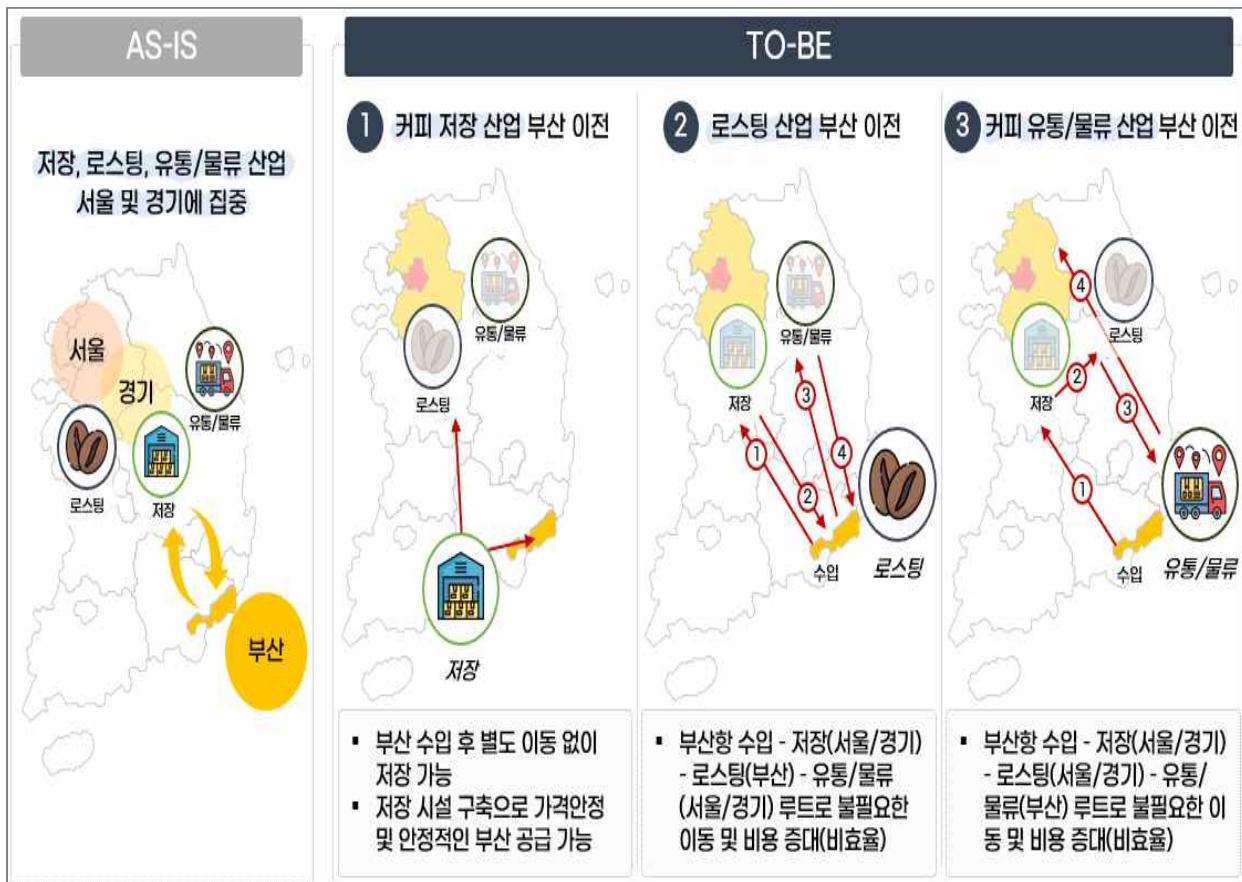 AS-IS
저장, 로스팅, 유통/물류 산업
서울 및 경기에 집중
서울
경기
유통/물류
로스팅
저장
부산
TO-BE
1 커피 저장 산업 부산 이전
유통/물류
로스팅
저장
▪ 부산 수입 후 별도 이동 없이
저장 가능
▪ 저장 시설 구축으로 가격안정
및 안정적인 부산 공급 가능
2 로스팅 산업 부산 이전
유통/물류
저장
1
2
3
4
수입
로스팅
▪ 부산항 수입 - 저장(서울/경기)
- 로스팅(부산) - 유통/물류
(서울/경기) 루트로 불필요한
이동 및 비용 증대(비효율)
3 커피 유통/물류 산업 부산 이전
4
로스팅
2
저장
3
1
수입
유통/물류
▪ 부산항 수입 - 저장(서울/경기)
- 로스팅(서울/경기) - 유통/
물류(부산) 루트로 불필요한 이
동 및 비용 증대(비효율)